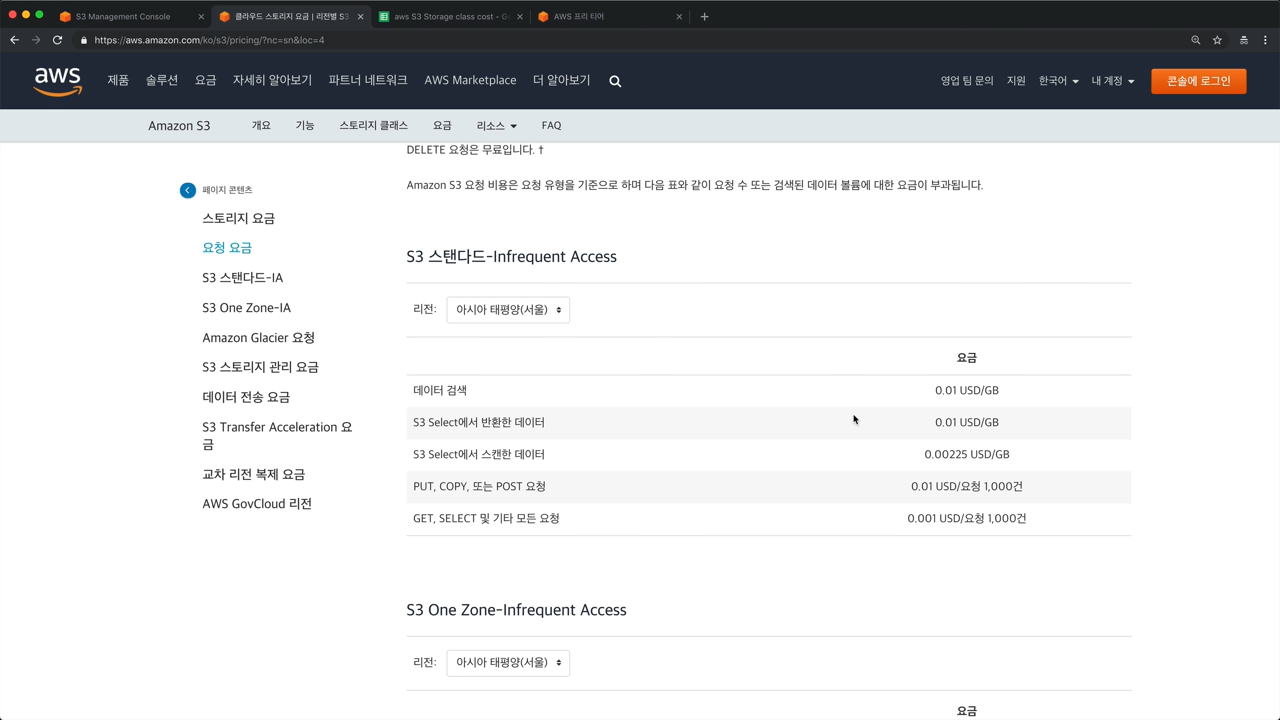 S3 Management Console
클라우드 스토리지 요금 | 리전별 S3
aws S3 Storage class cost - Go
AWS 프리 티어
https://aws.amazon.com/ko/s3/pricing/?nc=sn&loc=4
aws
제품
솔루션
요금
자세히 알아보기
파트너 네트워크
AWS Marketplace
더 알아보기
영업 팀 문의
지원
한국어
내 계정
콘솔에 로그인
Amazon S3
개요
기능
스토리지 클래스
요금
리소스
FAQ
페이지 콘텐츠
스토리지 요금
요청 요금
S3 스탠다드-IA
S3 One Zone-IA
Amazon Glacier 요청
S3 스토리지 관리 요금
데이터 전송 요금
S3 Transfer Acceleration 요
금
교차 리전 복제 요금
AWS GovCloud 리전
DELETE 요청은 무료입니다. †
Amazon S3 요청 비용은 요청 유형을 기준으로 하며 다음 표와 같이 요청 수 또는 검색된 데이터 볼륨에 대한 요금이 부과됩니다.
S3 스탠다드-Infrequent Access
리전: 아시아 태평양(서울)
요금
데이터 검색 0.01 USD/GB
S3 Select에서 반환한 데이터 0.01 USD/GB
S3 Select에서 스캔한 데이터 0.00225 USD/GB
PUT, COPY, 또는 POST 요청 0.01 USD/요청 1,000건
GET, SELECT 및 기타 모든 요청 0.001 USD/요청 1,000건
S3 One Zone-Infrequent Access
리전: 아시아 태평양(서울)
요금